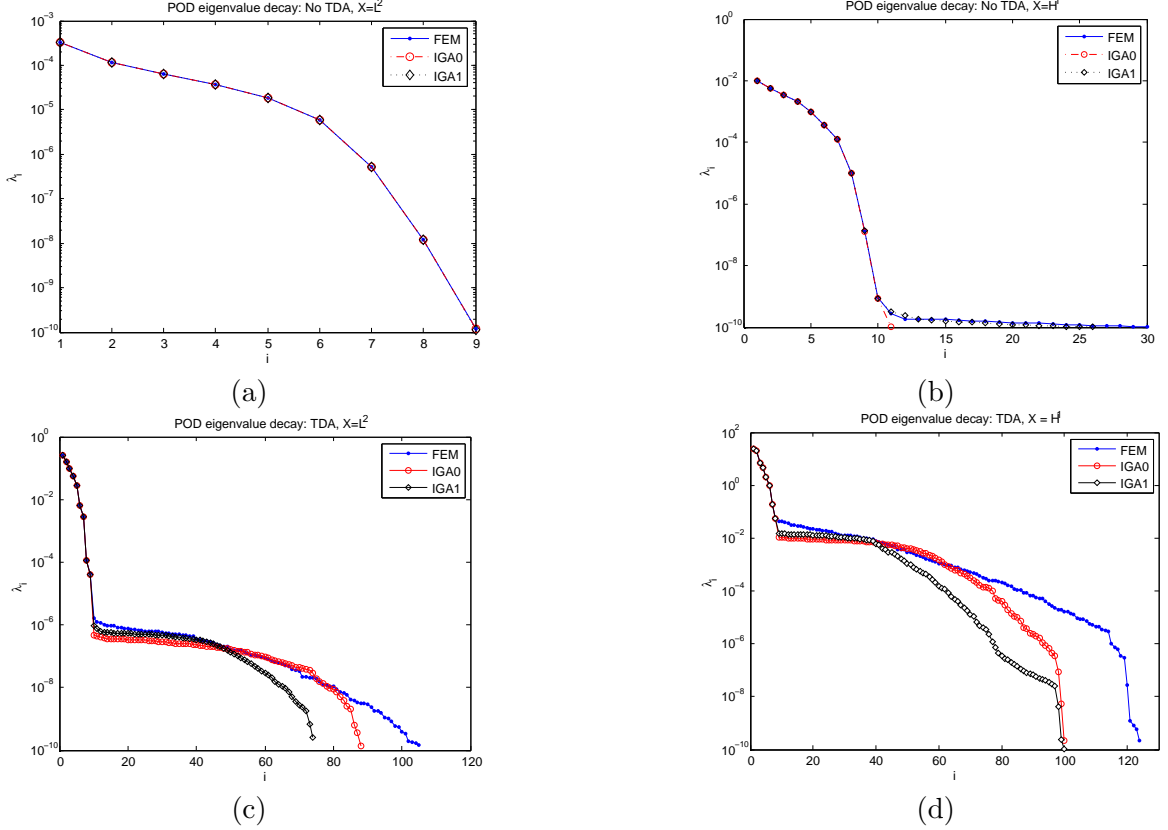 POD eigenvalue decay: No TDA, X=L²
10⁻³
10⁻⁴
10⁻⁵
10⁻⁶
10⁻⁷
10⁻⁸
10⁻⁹
10⁻¹⁰
λᵢ
1 2 3 4 5 6 7 8 9
i
FEM
IGA0
IGA1
(a)
POD eigenvalue decay: No TDA, X=H¹
10⁰
10⁻²
10⁻⁴
10⁻⁶
10⁻⁸
10⁻¹⁰
λᵢ
0 5 10 15 20 25 30
i
FEM
IGA0
IGA1
(b)
POD eigenvalue decay: TDA, X=L²
10⁰
10⁻²
10⁻⁴
10⁻⁶
10⁻⁸
10⁻¹⁰
λᵢ
0 20 40 60 80 100 120
i
FEM
IGA0
IGA1
(c)
POD eigenvalue decay: TDA, X = H¹
10²
10⁰
10⁻²
10⁻⁴
10⁻⁶
10⁻⁸
10⁻¹⁰
λᵢ
0 20 40 60 80 100 120
i
FEM
IGA0
IGA1
(d)